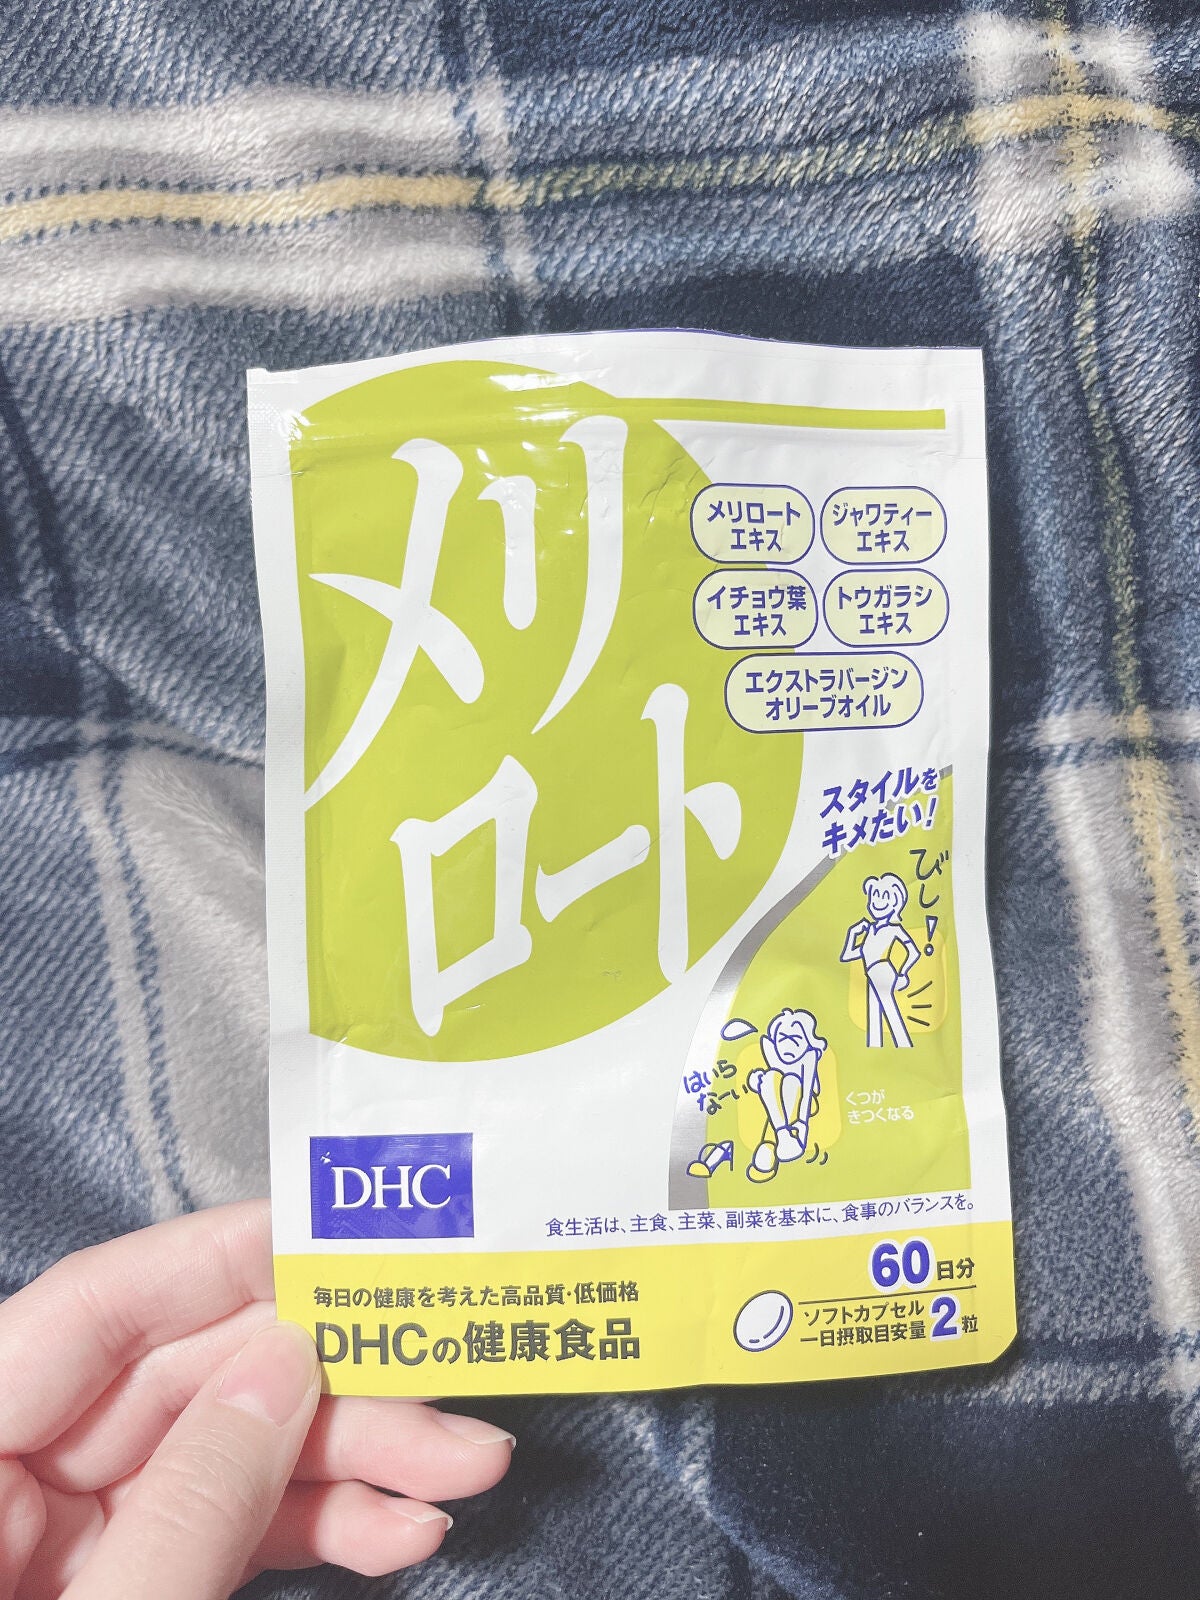 メリ
ロート
メリロート
エキス
ジャワティー
エキス
イチョウ葉
エキス
トウガラシ
エキス
エクストラバージン
オリーブオイル
スタイルを
キメたい!
びし!
はいら
なーい
くつが
きつくなる
DHC
食生活は、主食、主菜、副菜を基本に、食事のバランスを。
毎日の健康を考えた高品質・低価格
DHCの健康食品
60日分
ソフトカプセル
一日摂取目安量2粒